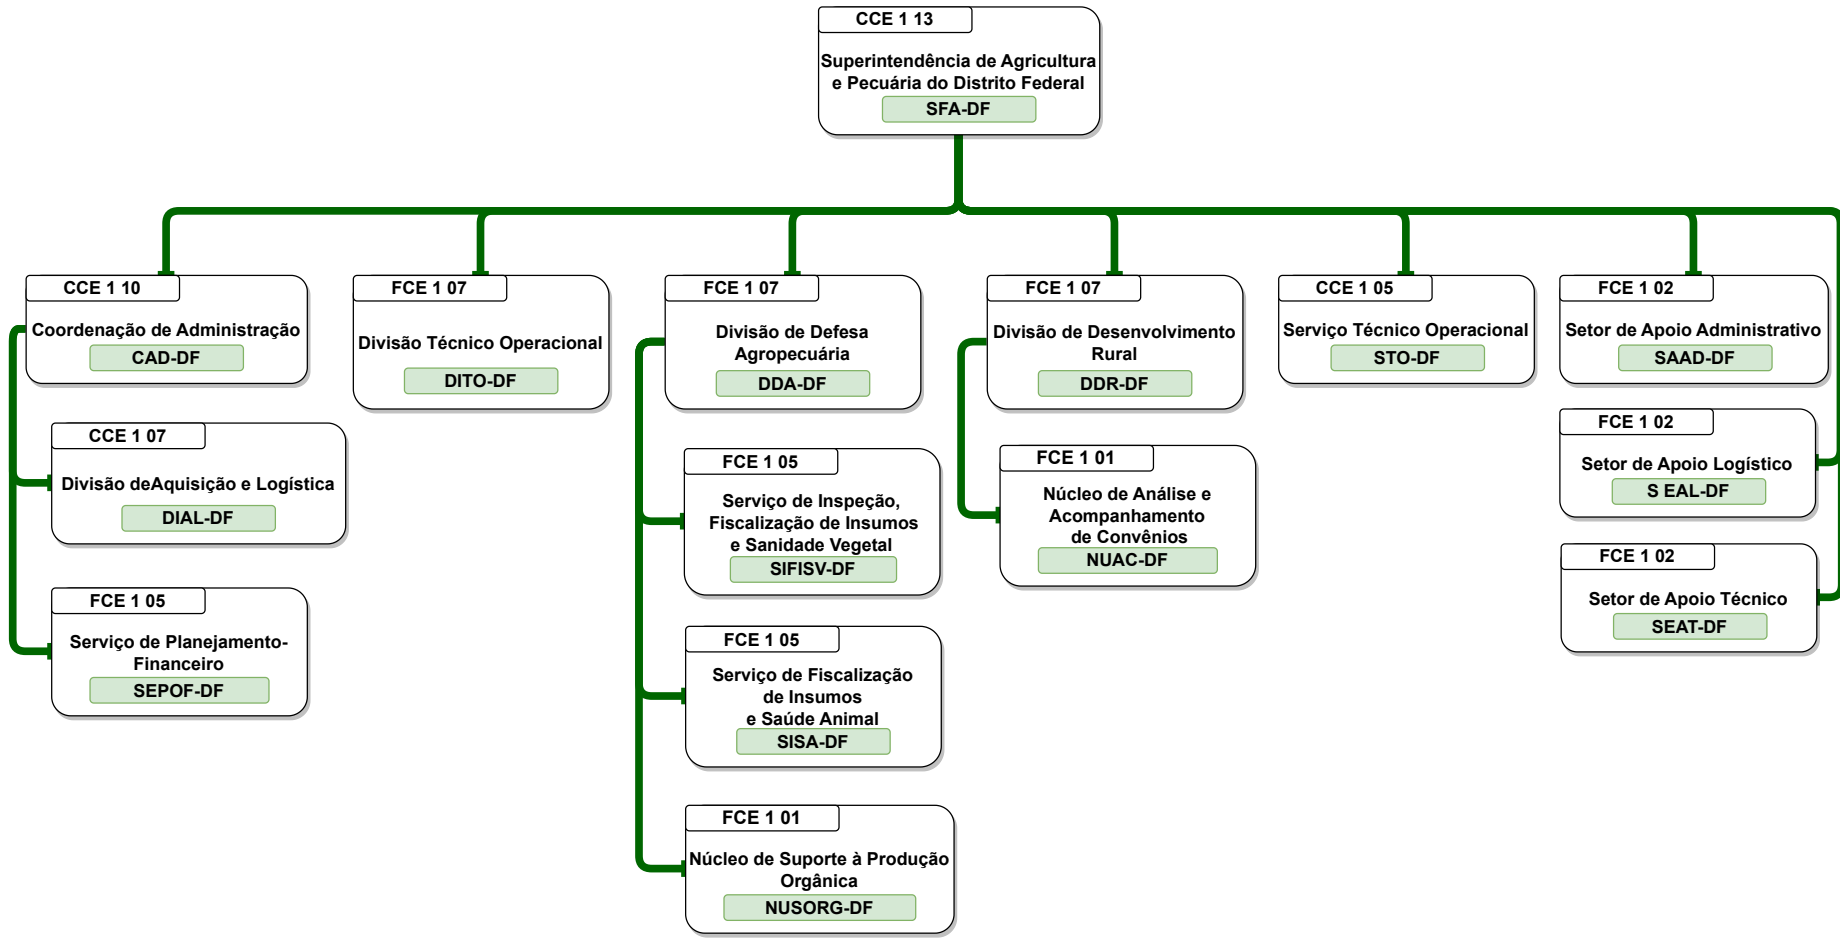 CCE 1 13
Superintendência de Agricultura
e Pecuária do Distrito Federal
SFA-DF
CCE 1 10
Coordenação de Administração
CAD-DF
CCE 1 07
Divisão deAquisição e Logística
DIAL-DF
FCE 1 05
Serviço de Planejamento-
Financeiro
SEPOF-DF
FCE 1 07
Divisão Técnico Operacional
DITO-DF
FCE 1 07
Divisão de Defesa
Agropecuária
DDA-DF
FCE 1 05
Serviço de Inspeção,
Fiscalização de Insumos
e Sanidade Vegetal
SIFISV-DF
FCE 1 05
Serviço de Fiscalização
de Insumos
e Saúde Animal
SISA-DF
FCE 1 01
Núcleo de Suporte à Produção
Orgânica
NUSORG-DF
FCE 1 07
Divisão de Desenvolvimento
Rural
DDR-DF
FCE 1 01
Núcleo de Análise e
Acompanhamento
de Convênios
NUAC-DF
CCE 1 05
Serviço Técnico Operacional
STO-DF
FCE 1 02
Setor de Apoio Administrativo
SAAD-DF
FCE 1 02
Setor de Apoio Logístico
S EAL-DF
FCE 1 02
Setor de Apoio Técnico
SEAT-DF